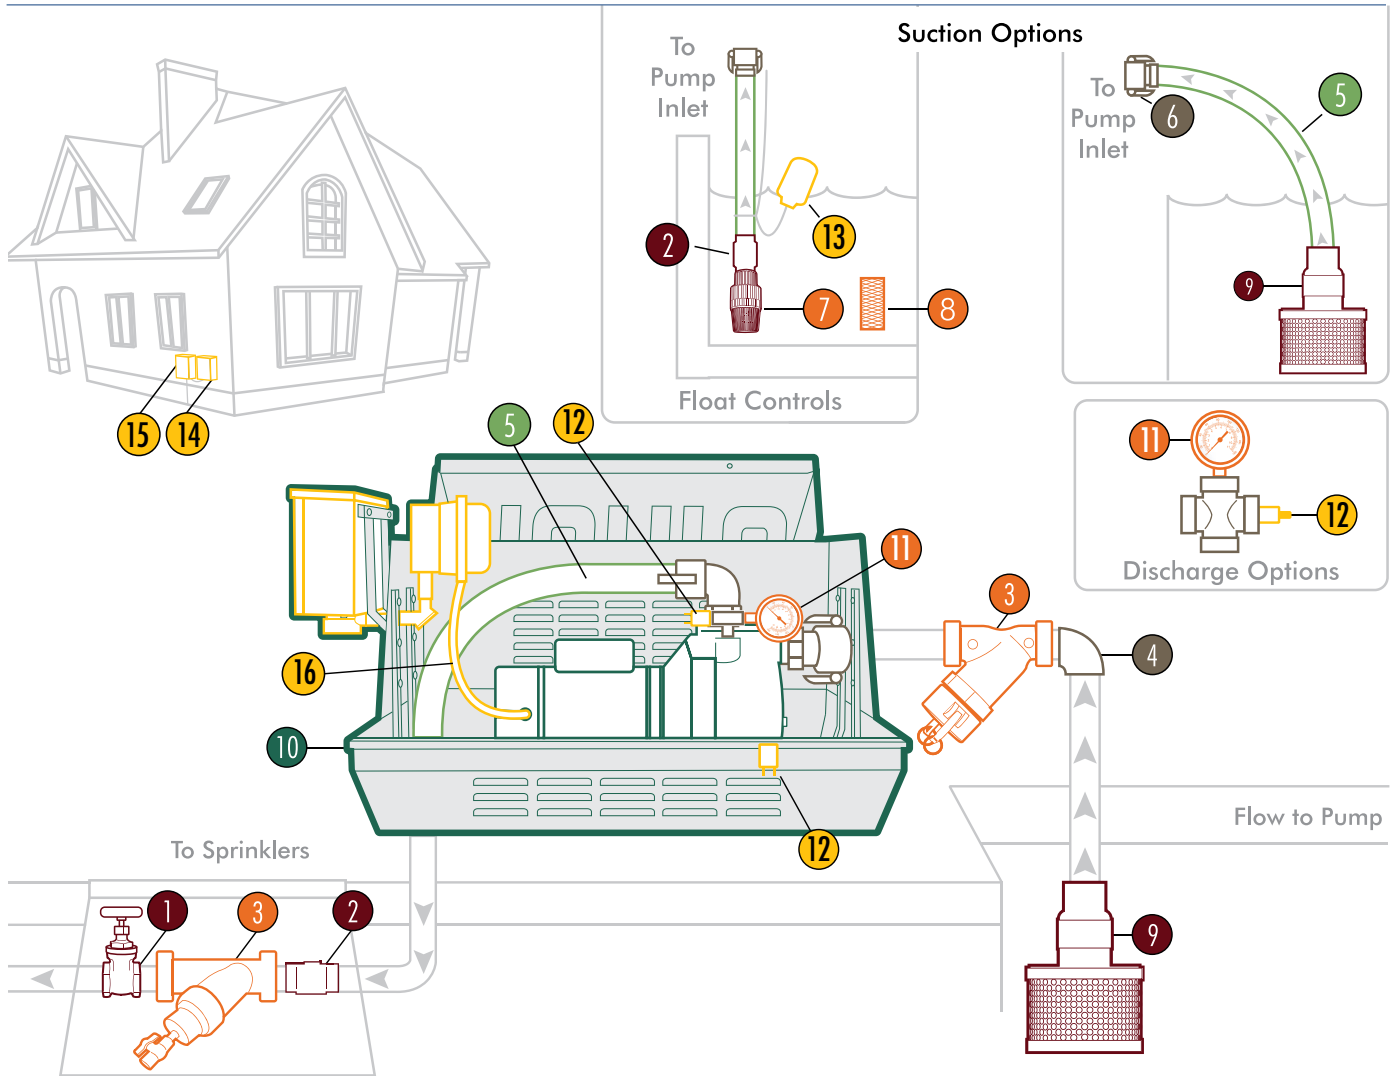 Suction Options
To
Pump
Inlet
13
2
7
8
Float Controls
To
Pump
Inlet
6
5
9
15
14
5
12
11
12
Discharge Options
12
11
16
10
12
3
4
Flow to Pump
9
To Sprinklers
1
3
2